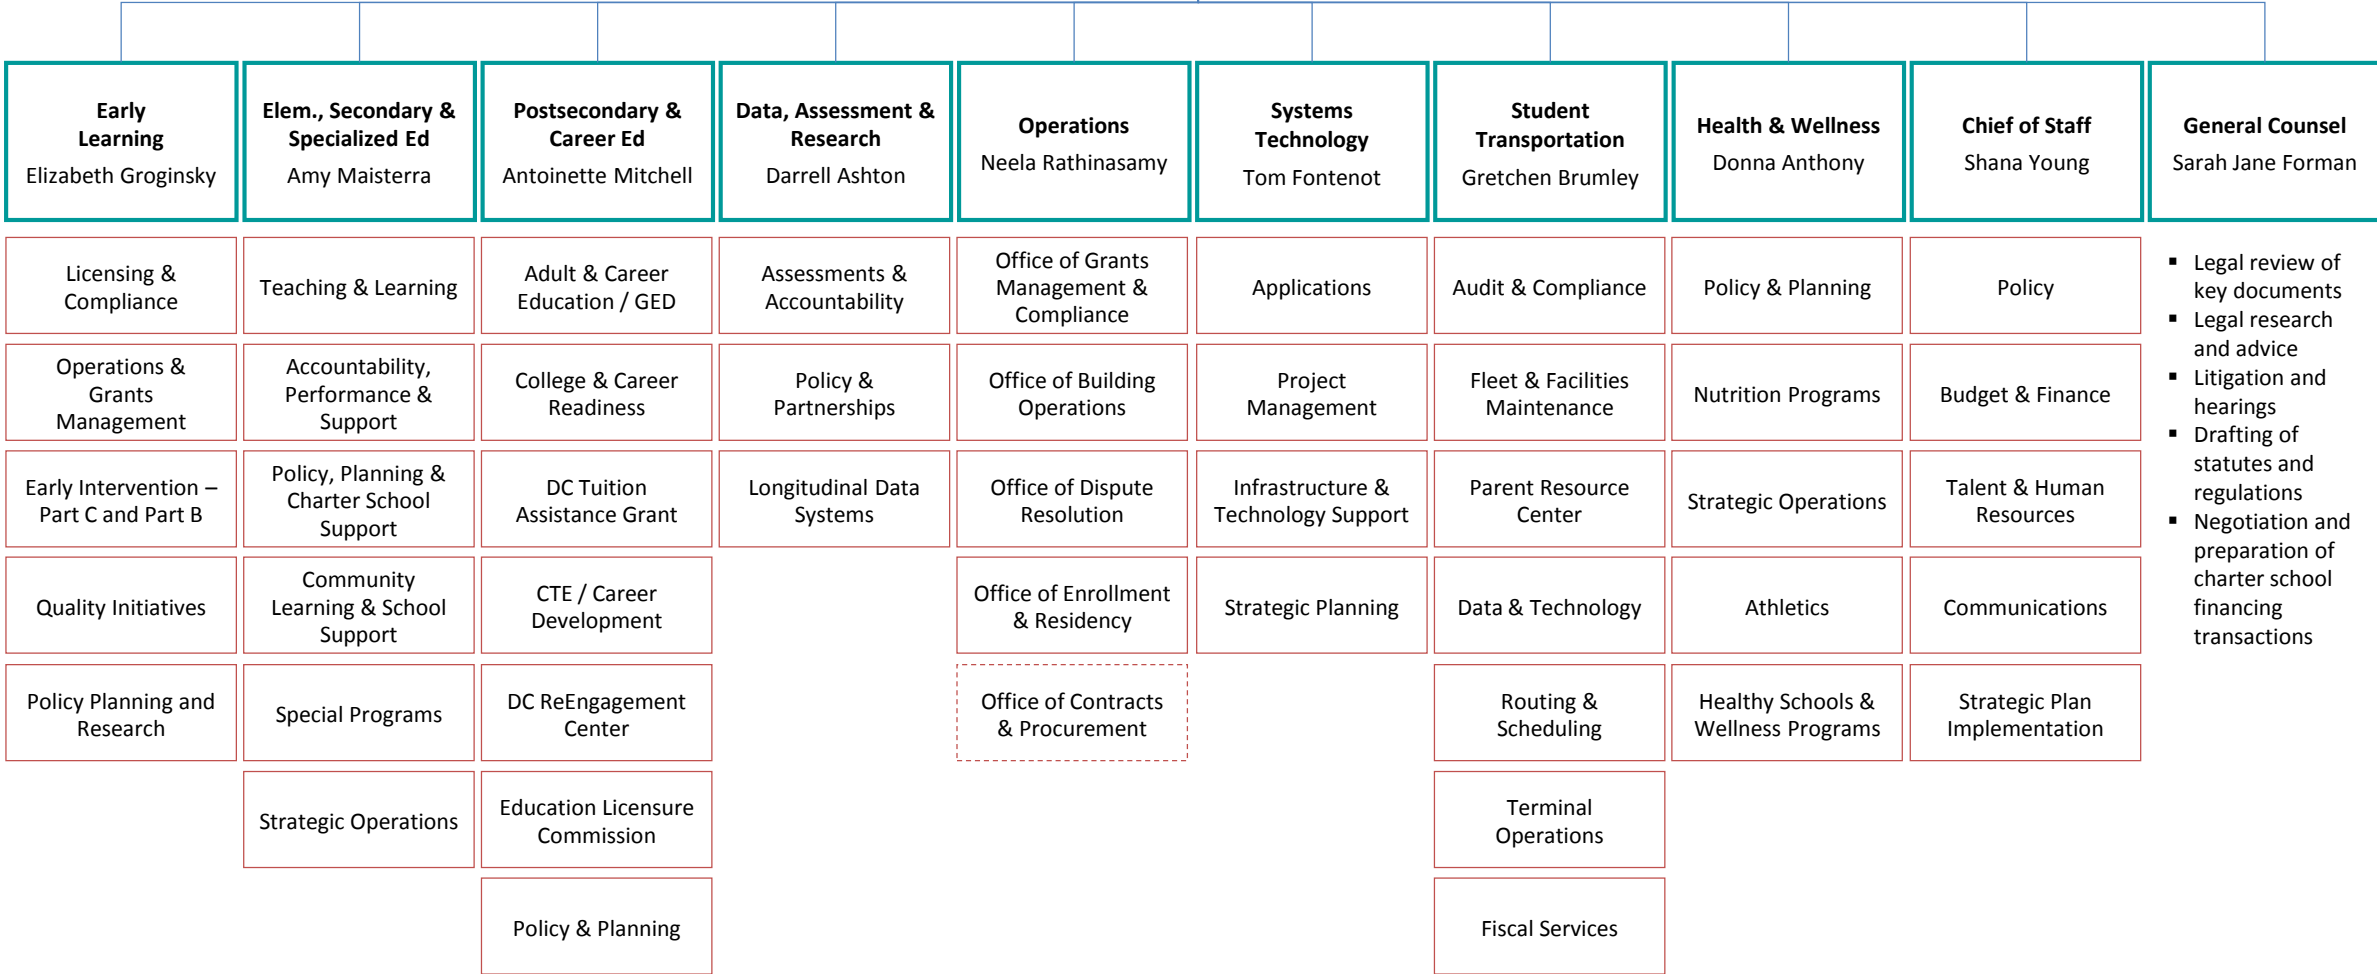 Early
Learning
Elizabeth Groginsky
Elem., Secondary &
Specialized Ed
Amy Maisterra
Postsecondary &
Career Ed
Antoinette Mitchell
Data, Assessment &
Research
Darrell Ashton
Operations
Neela Rathinasamy
Systems
Technology
Tom Fontenot
Student
Transportation
Gretchen Brumley
Health & Wellness
Donna Anthony
Chief of Staff
Shana Young
General Counsel
Sarah Jane Forman
Licensing &
Compliance
Operations &
Grants
Management
Early Intervention –
Part C and Part B
Quality Initiatives
Policy Planning and
Research
Teaching & Learning
Accountability,
Performance &
Support
Policy, Planning &
Charter School
Support
Community
Learning & School
Support
Special Programs
Strategic Operations
Adult & Career
Education / GED
College & Career
Readiness
DC Tuition
Assistance Grant
CTE / Career
Development
DC ReEngagement
Center
Education Licensure
Commission
Policy & Planning
Assessments &
Accountability
Policy &
Partnerships
Longitudinal Data
Systems
Office of Grants
Management &
Compliance
Office of Building
Operations
Office of Dispute
Resolution
Office of Enrollment
& Residency
Office of Contracts
& Procurement
Applications
Project
Management
Infrastructure &
Technology Support
Strategic Planning
Audit & Compliance
Fleet & Facilities
Maintenance
Parent Resource
Center
Data & Technology
Routing &
Scheduling
Terminal
Operations
Fiscal Services
Policy & Planning
Nutrition Programs
Strategic Operations
Athletics
Healthy Schools &
Wellness Programs
Policy
Budget & Finance
Talent & Human
Resources
Communications
Strategic Plan
Implementation
▪ Legal review of
key documents
▪ Legal research
and advice
▪ Litigation and
hearings
▪ Drafting of
statutes and
regulations
▪ Negotiation and
preparation of
charter school
financing
transactions